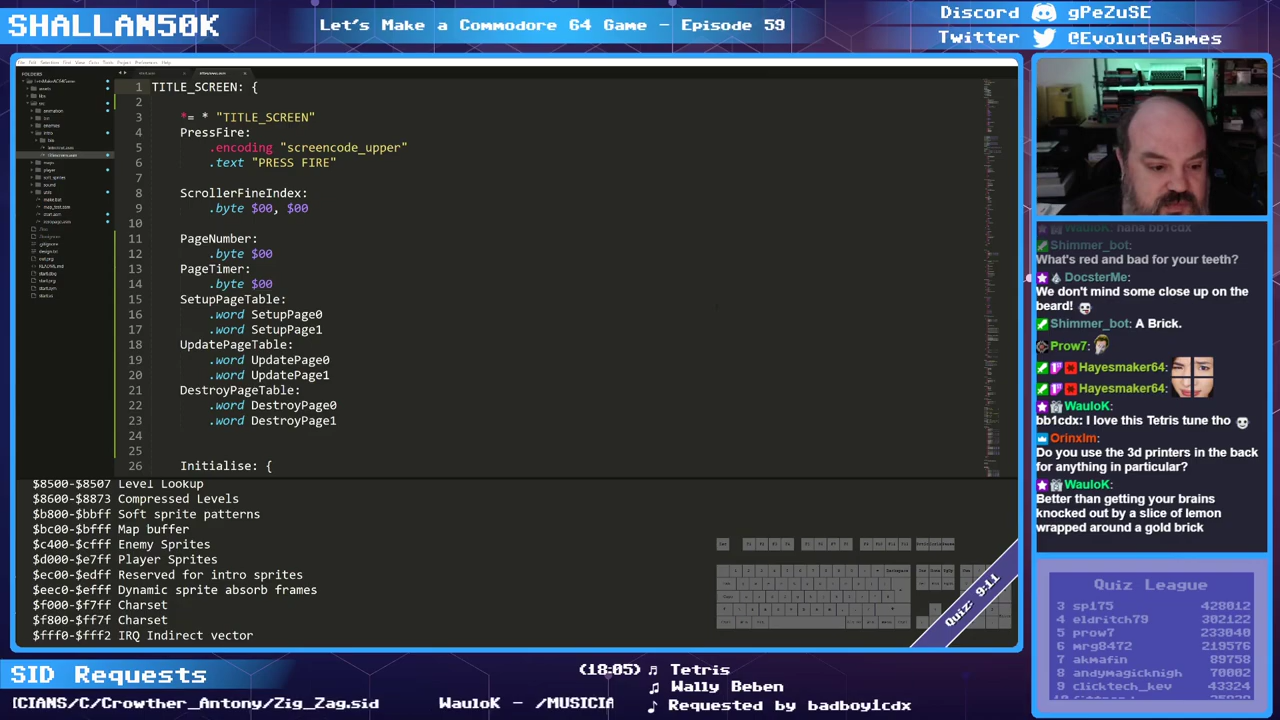 SHALLAN50K
Let's Make a Commodore 64 Game - Episode 59
Discord gPeZuSE
Twitter @EvoluteGames
FOLDERS
1 TITLE_SCREEN: {
2
3 *= * "TITLE_SCREEN"
4 PressFire:
5 .encoding "screencode_upper"
6 .text "PRESS FIRE"
7
8 ScrollerFineIndex:
9 .byte $00, $00
10
11 PageNumber:
12 .byte $00
13 PageTimer:
14 .byte $00
15 SetupPageTable:
16 .word SetupPage0
17 .word SetupPage1
18 UpdatePageTable:
19 .word UpdatePage0
20 .word UpdatePage1
21 DestroyPageTable:
22 .word DestroyPage0
23 .word DestroyPage1
24
25
26 Initialise: {
$8500-$8507 Level Lookup
$8600-$8873 Compressed Levels
$b800-$bbff Soft sprite patterns
$bc00-$bfff Map buffer
$c400-$cfff Enemy Sprites
$d000-$e7ff Player Sprites
$ec00-$edff Reserved for intro sprites
$eec0-$efff Dynamic sprite absorb frames
$f000-$f7ff Charset
$f800-$ff7f Charset
$fff0-$fff2 IRQ Indirect vector
Quiz: 9:11
WauloK: haha bb1cdx
Shimmer_bot:
What's red and bad for your teeth?
DocsterMe:
We don't mind some close up on the
beard!
Shimmer_bot: A Brick.
Prow7:
Hayesmaker64:
Hayesmaker64:
WauloK:
bb1cdx: I love this Tetris tune tho
Orinxlm:
Do you use the 3d printers in the back
for anything in particular?
WauloK:
Better than getting your brains
knocked out by a slice of lemon
wrapped around a gold brick
Quiz League
3 spl75 428012
4 eldritch79 302122
5 prow7 233040
6 mrg8472 219576
7 akmafin 89758
8 andymagicknigh 70002
9 clicktech_kev 43324
SID Requests
(18:05) ♫ Tetris
♫ Wally Beben
♪ Requested by badboy1cdx
[CIANS/C/Crowther_Antony/Zig_Zag.sid WauloK - /MUSICIA